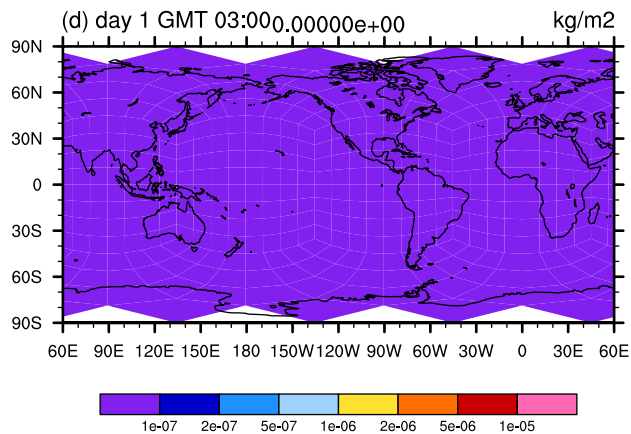 (d) day 1 GMT 03:00 0.00000e+00 kg/m2
90N
60N
30N
0
30S
60S
90S
60E 90E 120E 150E 180 150W 120W 90W 60W 30W 0 30E 60E
1e-07 2e-07 5e-07 1e-06 2e-06 5e-06 1e-05